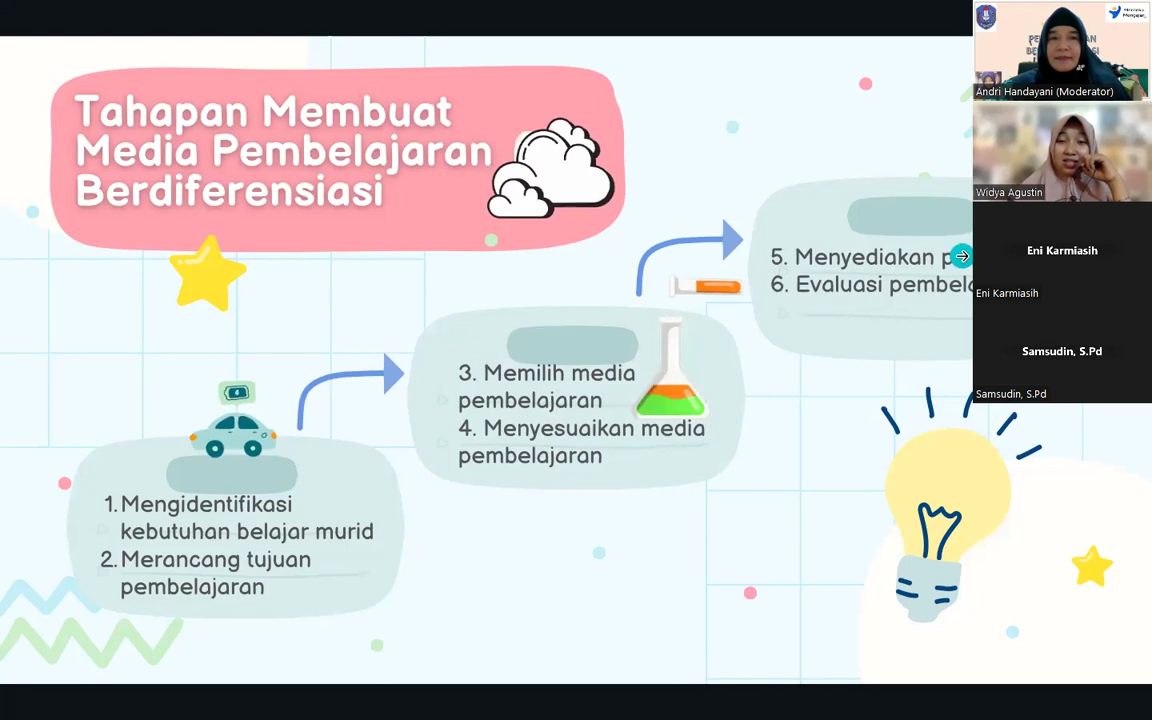 Tahapan Membuat
Media Pembelajaran
Berdiferensiasi
1. Mengidentifikasi
kebutuhan belajar murid
2. Merancang tujuan
pembelajaran
3. Memilih media
pembelajaran
4. Menyesuaikan media
pembelajaran
5. Menyediakan
6. Evaluasi
Andri Handayani (Moderator)
Widya Agustin
Eni Karmiasih
Eni Karmiasih
Samsudin, S.Pd
Samsudin, S.Pd